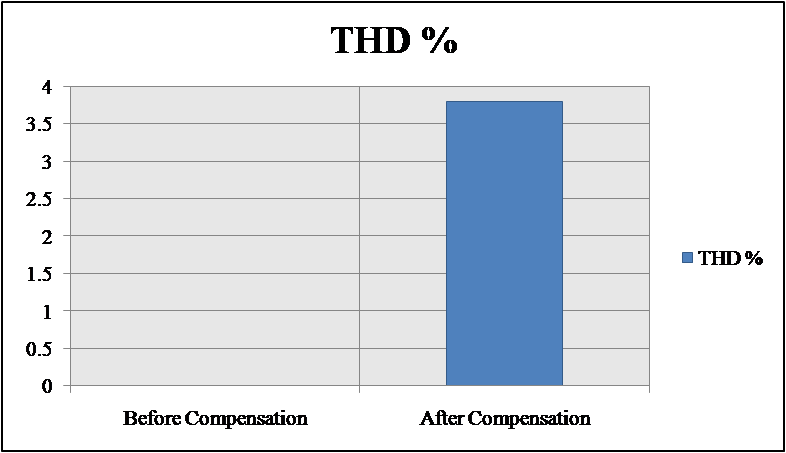 THD %
4
3.5
3
2.5
2
1.5
1
0.5
0
Before Compensation
After Compensation
THD %